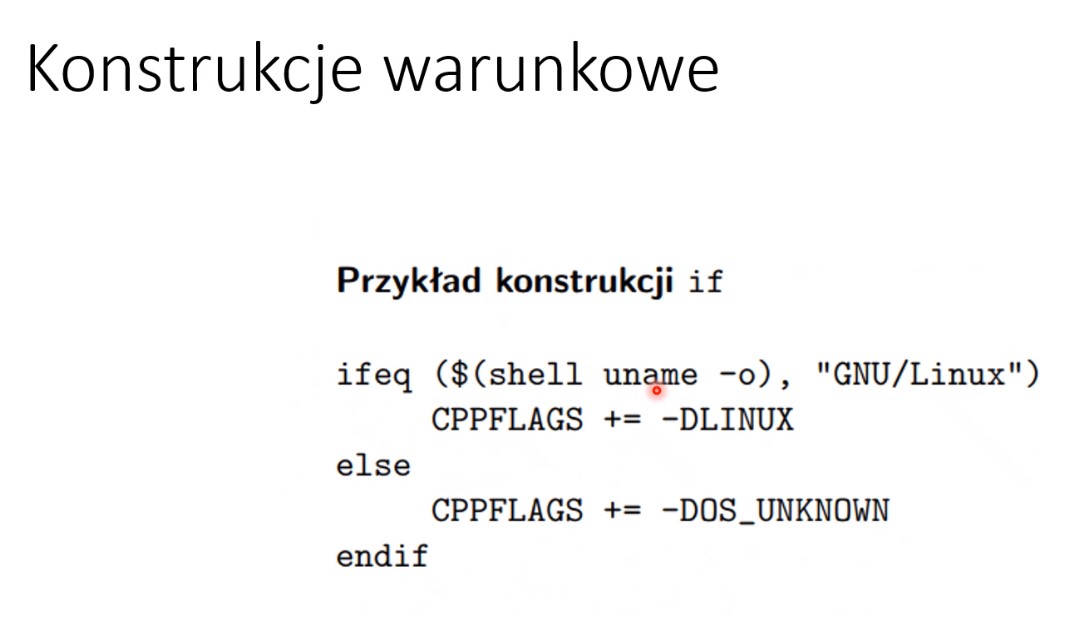 Konstrukcje warunkowe
Przykład konstrukcji if
ifeq ($(shell uname -o), "GNU/Linux")
CPPFLAGS += -DLINUX
else
CPPFLAGS += -DOS_UNKNOWN
endif